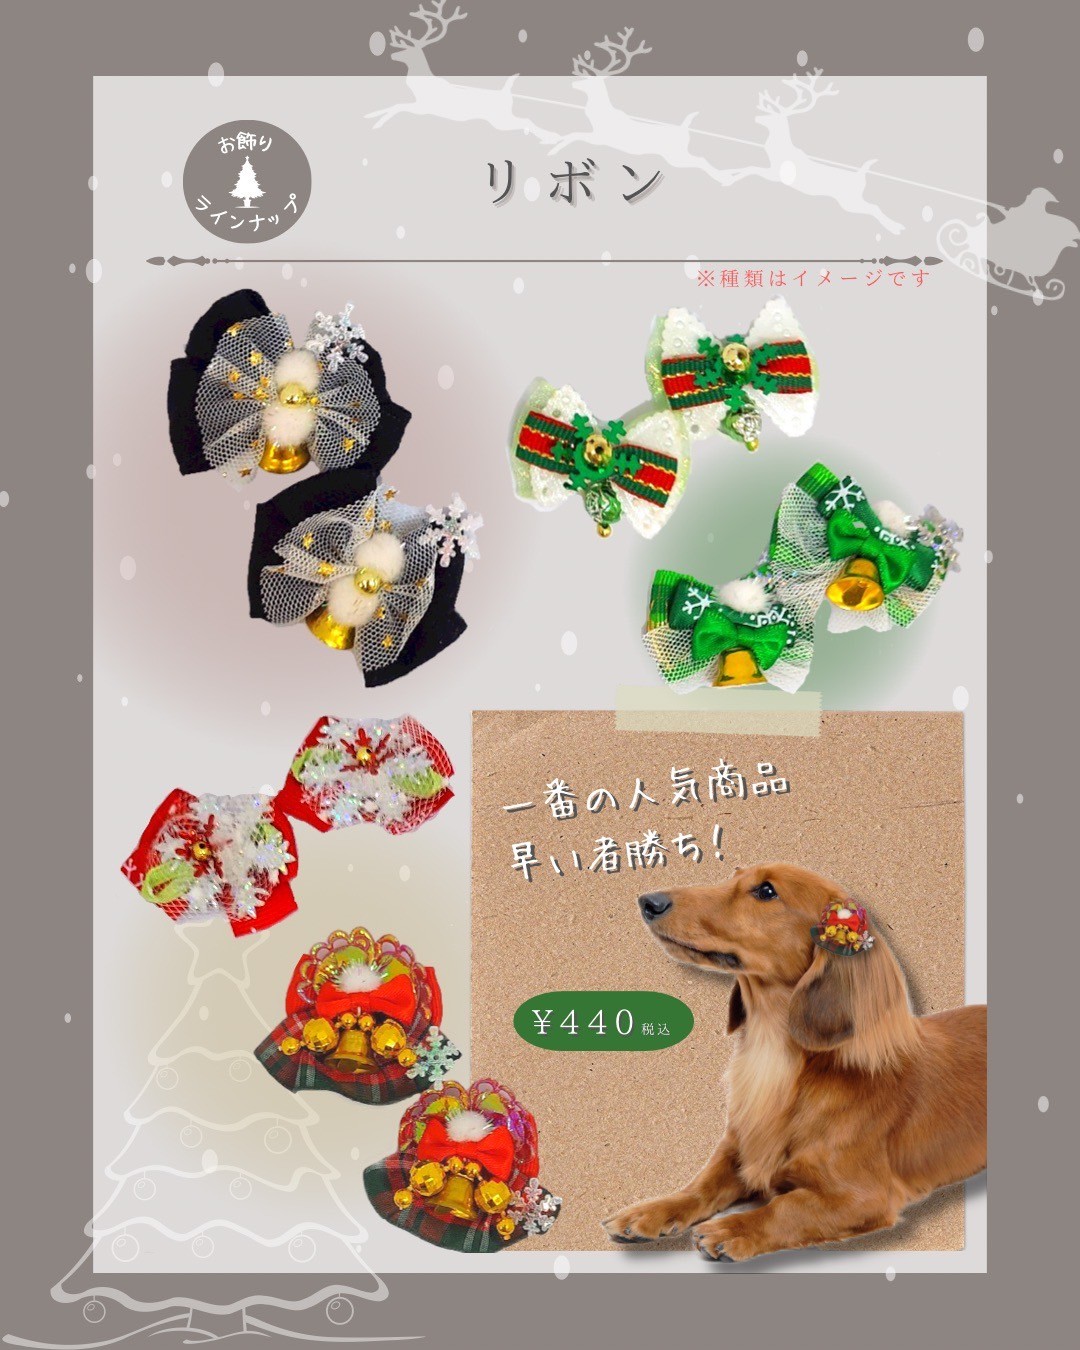 お飾り
ラインナップ
リボン
※種類はイメージです
一番の人気商品
早い者勝ち!
¥440税込